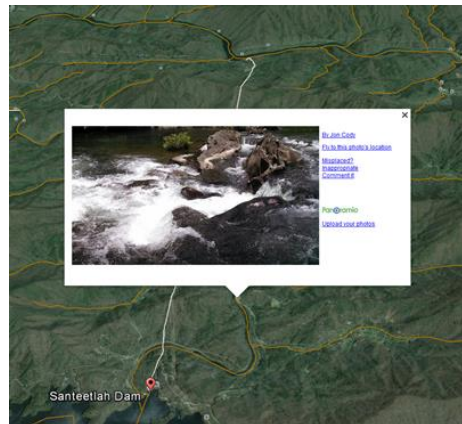 By Jon Cody
Fly to this photo's location
Misplaced?
Inappropriate
Comment it
Panoramio
Upload your photos
Santeetlah Dam